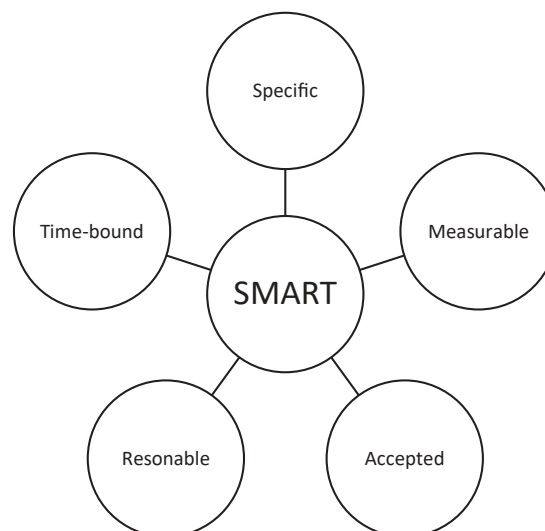 Specific
Time-bound
Measurable
SMART
Resonable
Accepted